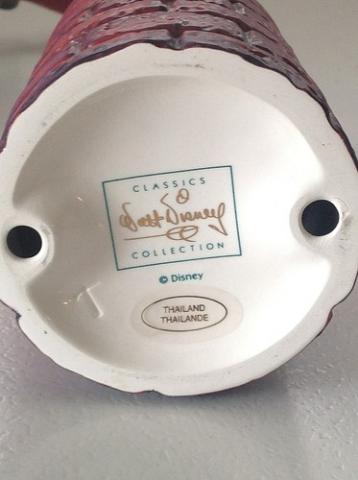 CLASSICS
Walt Disney
COLLECTION
© Disney
THAILAND
THAILANDE